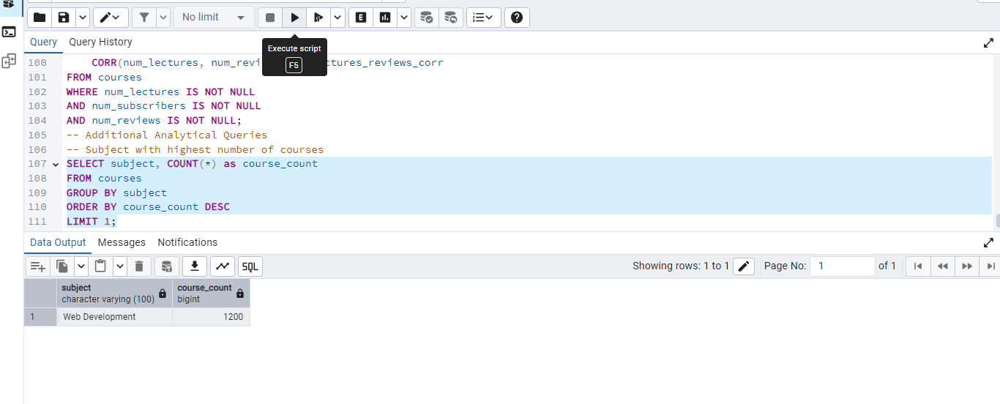 No limit
E
Query Query History
Execute script
F5
100 CORR(num_lectures, num_revi ctures_reviews_corr
101 FROM courses
102 WHERE num_lectures IS NOT NULL
103 AND num_subscribers IS NOT NULL
104 AND num_reviews IS NOT NULL;
105 -- Additional Analytical Queries
106 -- Subject with highest number of courses
107 SELECT subject, COUNT(*) as course_count
108 FROM courses
109 GROUP BY subject
110 ORDER BY course_count DESC
111 LIMIT 1;
Data Output Messages Notifications
SQL Showing rows: 1 to 1 Page No: 1 of 1
subject course_count
character varying (100) bigint
1 Web Development 1200